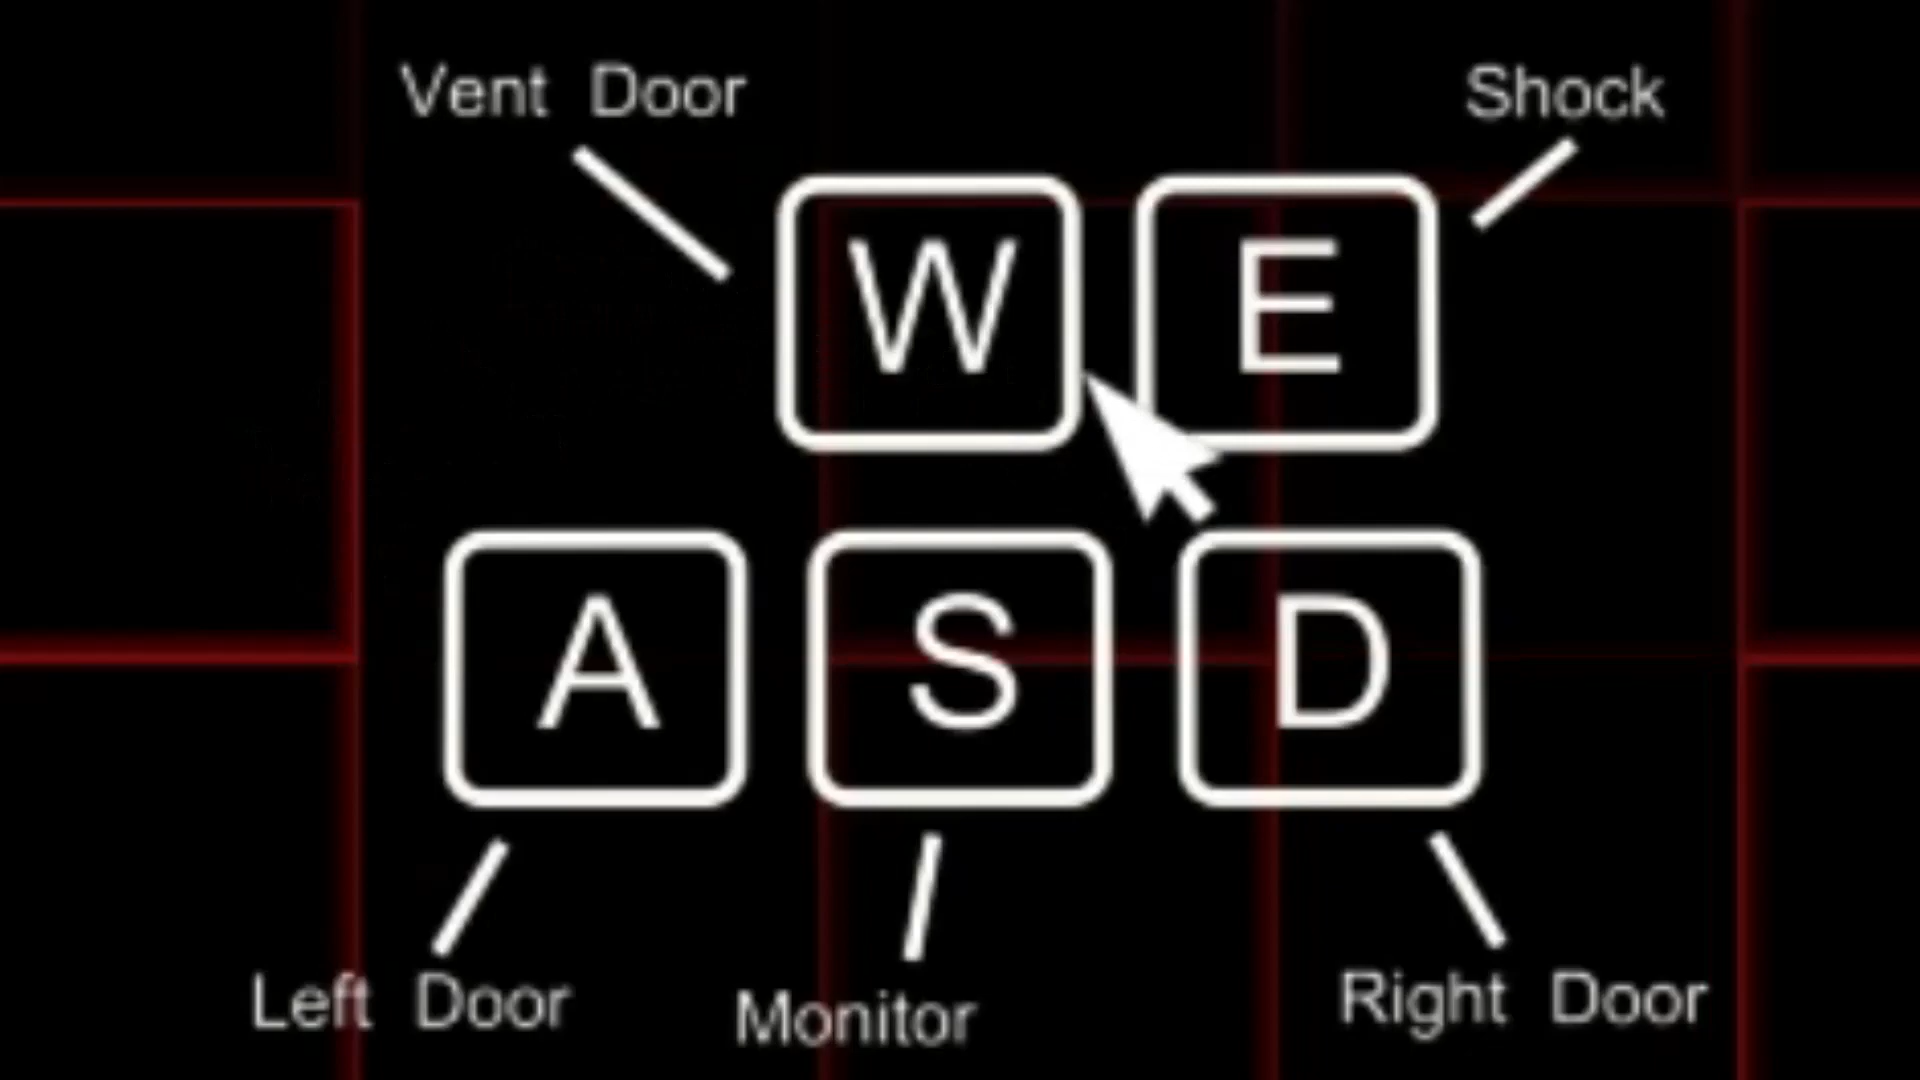 Vent Door
Shock
W E
A S D
Left Door
Monitor
Right Door